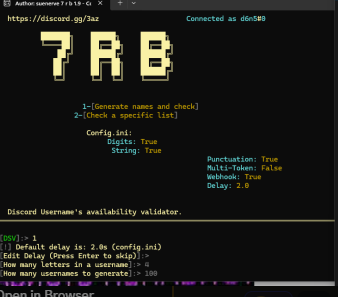 Author: suenerve 7 r b 1.9 - G
https://discord.gg/3az
Connected as d6n5#0
7 R B
1-[Generate names and check]
2-[Check a specific list]
Config.ini:
Digits: True
String: True
Punctuation: True
Multi-Token: False
Webhook: True
Delay: 2.0
Discord Username's availability validator.
[DSV]:> 1
[!] Default delay is: 2.0s (config.ini)
[Edit Delay (Press Enter to skip)]:>
[How many letters in a username]:> 4
[How many usernames to generate]:> 100
Open in Browser